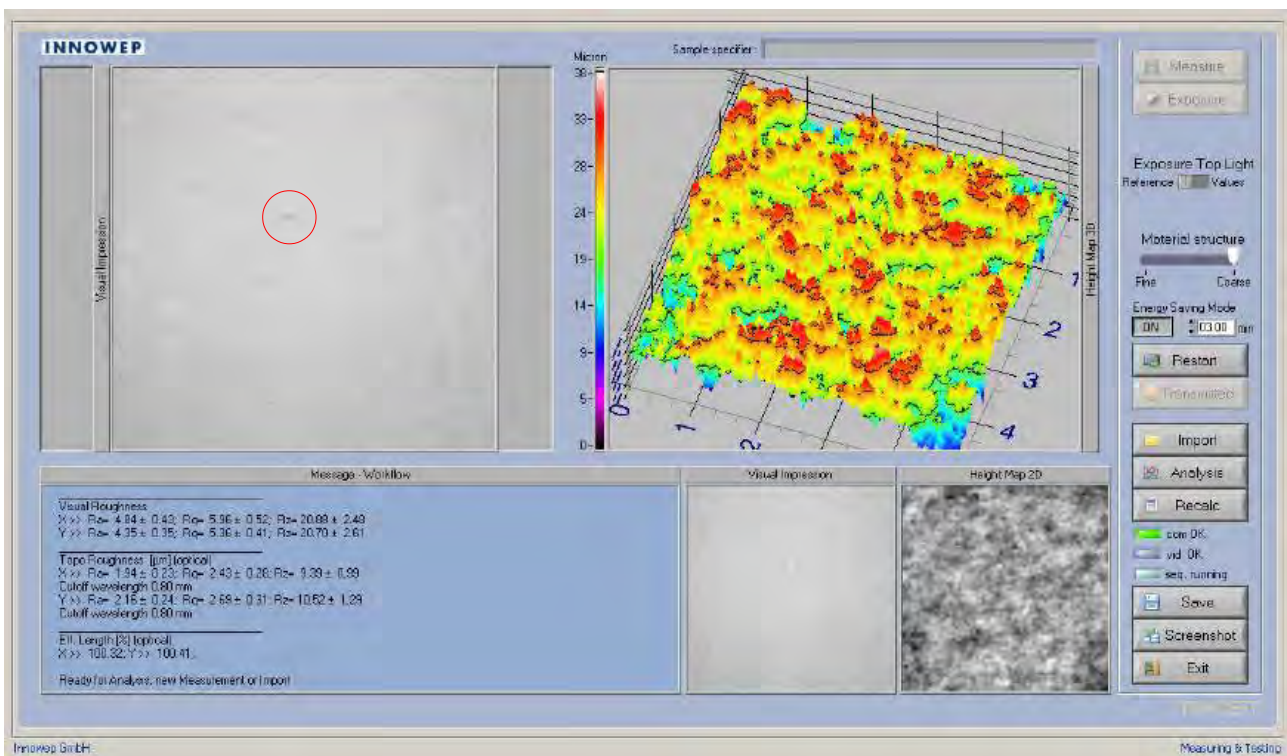 INNOWEP
Visual Impression
Micron
38-
33-
28-
24-
19-
14-
9-
5-
0-
Sample specifier:
0
1
2
1
2
3
4
Height Map 3D
Measure
Exposure
Exposure Top Light
Reference Values
Material structure
Fine Coarse
Energy Saving Mode
ON 03.00 min
Restart
Import
Analysis
Recalc
com OK
vid. OK
seq. running
Save
Screenshot
Exit
Message - Workflow
Visual Roughness
X >> Ra= 4.84 ± 0.43; Rq= 5.96 ± 0.52; Rz= 20.88 ± 2.48
Y >> Ra= 4.35 ± 0.35; Rq= 5.36 ± 0.41; Rz= 20.70 ± 2.61
Topo Roughness [µm] (optical)
X >> Ra= 1.94 ± 0.23; Rq= 2.43 ± 0.28; Rz= 9.39 ± 0.99
Cutoff wavelength 0.80 mm
Y >> Ra= 2.16 ± 0.24; Rq= 2.69 ± 0.31; Rz= 10.52 ± 1.29
Cutoff wavelength 0.80 mm
Eff. Length [%] (optical)
X >> 100.32; Y >> 100.41;
Ready for Analysis, new Measurement or Import
Visual Impression
Height Map 2D
Innowep GmbH
Measuring & Testing